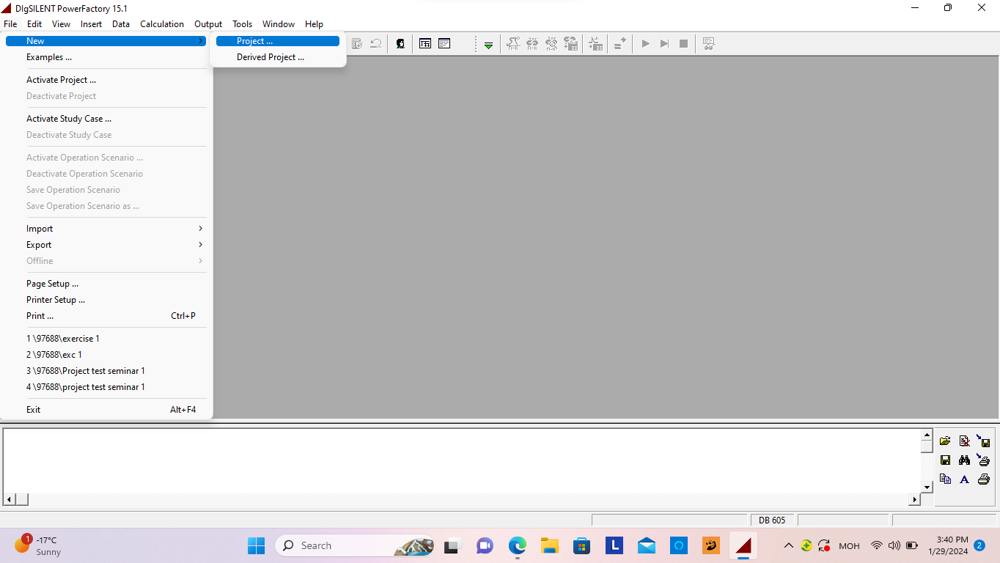 DIgSILENT PowerFactory 15.1
File Edit View Insert Data Calculation Output Tools Window Help
New
Project ...
Examples ...
Derived Project ...
Activate Project ...
Deactivate Project
Activate Study Case ...
Deactivate Study Case
Activate Operation Scenario ...
Deactivate Operation Scenario
Save Operation Scenario
Save Operation Scenario as ...
Import
Export
Offline
Page Setup ...
Printer Setup ...
Print ... Ctrl+P
1 \97688\exercise 1
2 \97688\exc 1
3 \97688\Project test seminar 1
4 \97688\project test seminar 1
Exit Alt+F4
DB 605
1
-17°C
Sunny
Search
L
МОН
3:40 PM
1/29/2024
2